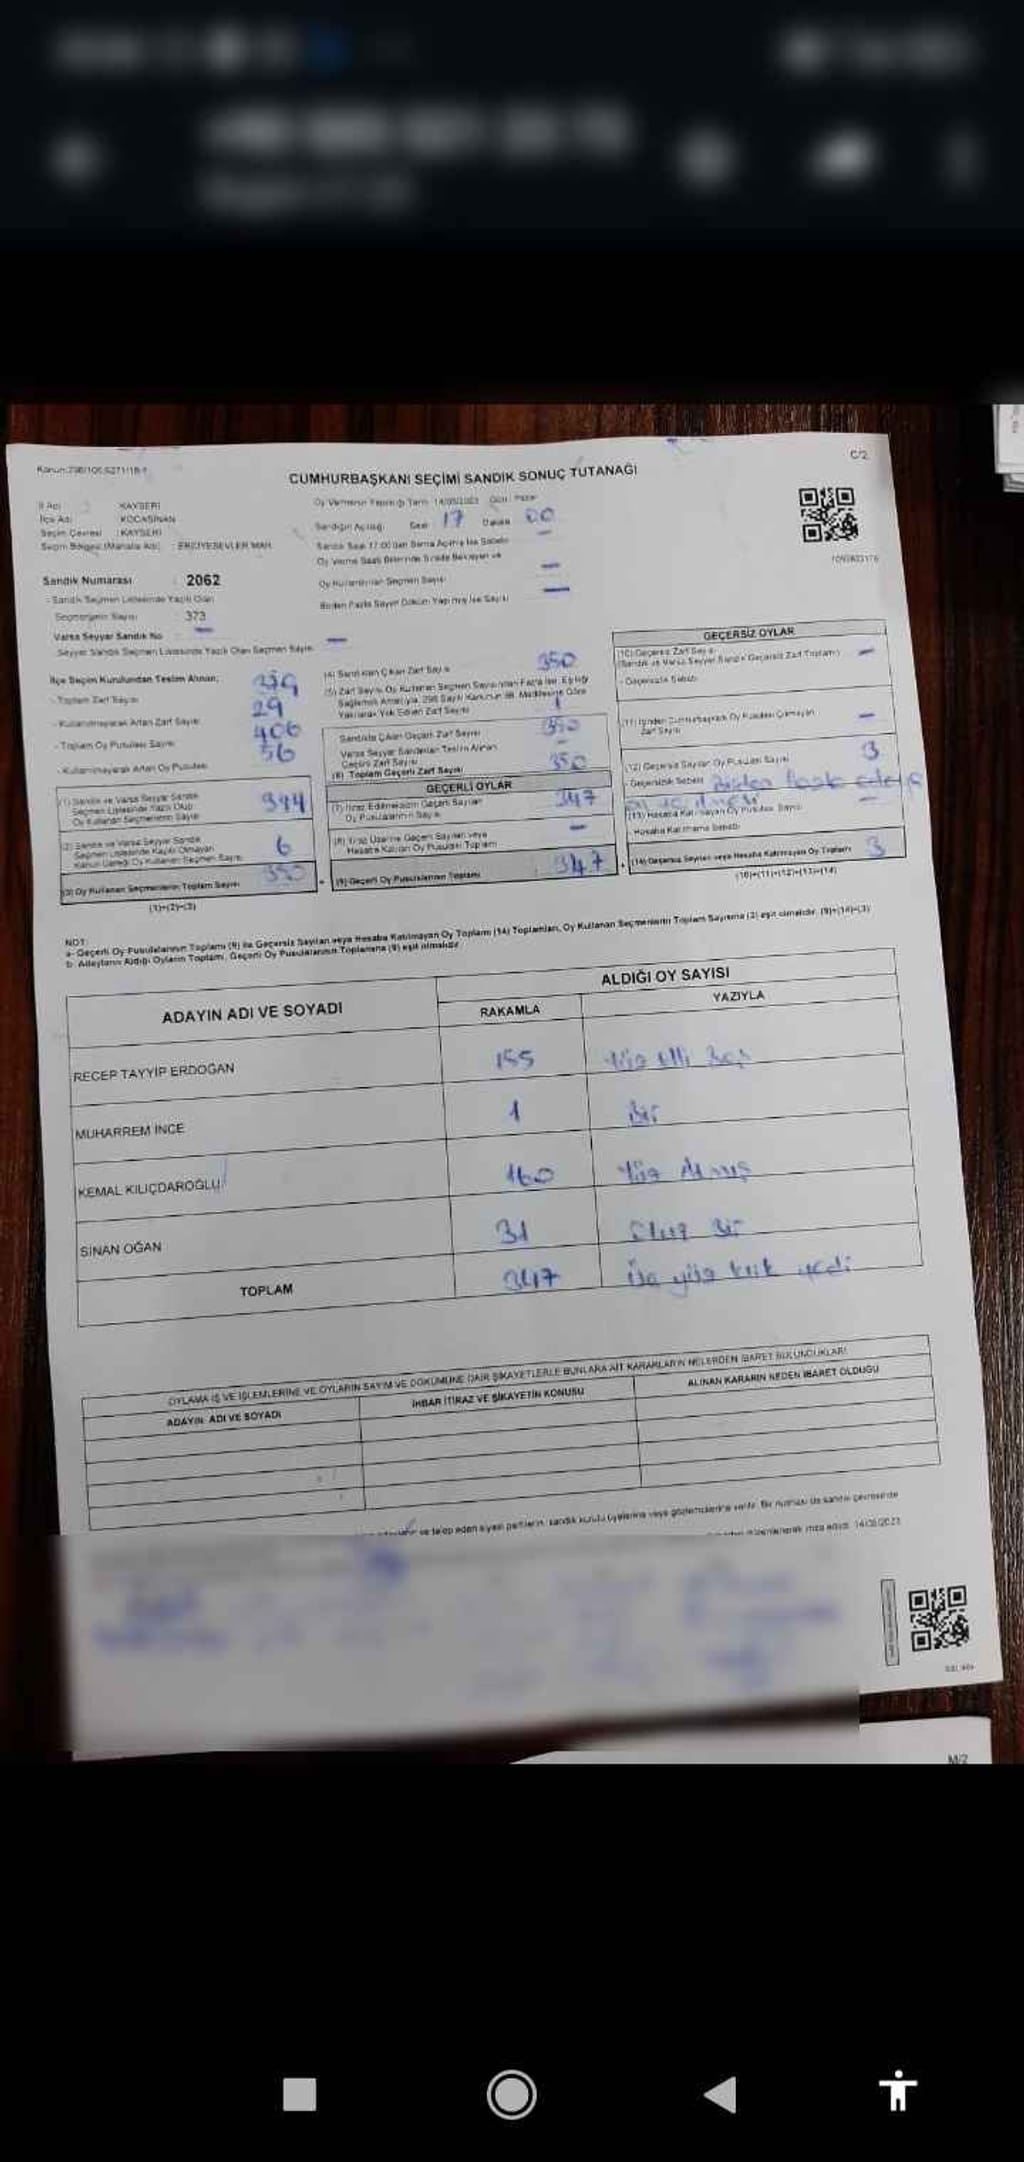 Kanun:298/105,6271/18-1
C/2
CUMHURBAŞKANI SEÇİMİ SANDIK SONUÇ TUTANAĞI
İl Adı : KAYSERİ
İlçe Adı : KOCASİNAN
Seçim Çevresi : KAYSERİ
Seçim Bölgesi (Mahalle Adı) : ERCİYESEVLER MAH.
Sandık Numarası : 2062
- Sandık Seçmen Listesinde Yazılı Olan
Seçmenlerin Sayısı : 373
Varsa Seyyar Sandık No —
Seyyar Sandık Seçmen Listesinde Yazılı Olan Seçmen Sayısı —
Oy Vermenin Yapıldığı Tarih 14/05/2023 Gün: Pazar
Sandığın Açıldığı Saat 17 Dakika 00
Sandık Saat 17:00'dan Sonra Açılmış İse Sebebi —
Oy Verme Saati Bitiminde Sırada Bekleyen ve
Oy Kullandırılan Seçmen Sayısı —
Birden Fazla Sayım Döküm Yapılmış İse Sayısı —
İlçe Seçim Kurulundan Teslim Alınan;
- Toplam Zarf Sayısı
- Kullanılmayarak Artan Zarf Sayısı 29
- Toplam Oy Pusulası Sayısı 406
- Kullanılmayarak Artan Oy Pusulası 56
(1) Sandık ve Varsa Seyyar Sandık
Seçmen Listesinde Yazılı Olup
Oy Kullanan Seçmenlerin Sayısı 344
(2) Sandık ve Varsa Seyyar Sandık
Seçmen Listesinde Kayıtlı Olmayan
Kanun Gereği Oy Kullanan Seçmen Sayısı 6
(3) Oy Kullanan Seçmenlerin Toplam Sayısı 350
(1)+(2)=(3)
(4) Sandıktan Çıkan Zarf Sayısı 350
(5) Zarf Sayısı Oy Kullanan Seçmen Sayısından Fazla İse, Eşitliği
Sağlamak Amacıyla, 298 Sayılı Kanunun 98. Maddesine Göre
Yakılarak Yok Edilen Zarf Sayısı
Sandıkta Çıkan Geçerli Zarf Sayısı 350
Varsa Seyyar Sandıktan Teslim Alınan
Geçerli Zarf Sayısı —
(6) Toplam Geçerli Zarf Sayısı 350
GEÇERLİ OYLAR
(7) İtiraz Edilmeksizin Geçerli Sayılan
Oy Pusulalarının Sayısı 347
(8) İtiraz Üzerine Geçerli Sayılan veya
Hesaba Katılan Oy Pusulası Toplamı —
(9) Geçerli Oy Pusulalarının Toplamı 347
GEÇERSİZ OYLAR
(10) Geçersiz Zarf Sayısı —
(Sandık ve Varsa Seyyar Sandık Geçersiz Zarf Toplamı)
- Geçersizlik Sebebi
(11) İçinden Cumhurbaşkanı Oy Pusulası Çıkmayan
Zarf Sayısı —
(12) Geçersiz Sayılan Oy Pusulası Sayısı 3
- Geçersizlik Sebebi Birden fazla adaya
(13) Hesaba Katılmayan Oy Pusulası Sayısı —
- Hesaba Katılmama Sebebi
(14) Geçersiz Sayılan veya Hesaba Katılmayan Oy Toplamı 3
(10)+(11)+(12)+(13)=(14)
NOT:
a- Geçerli Oy Pusulalarının Toplamı (9) ile Geçersiz Sayılan veya Hesaba Katılmayan Oy Toplamı (14) Toplamları, Oy Kullanan Seçmenlerin Toplam Sayısına (3) eşit olmalıdır. (9)+(14)=(3)
b- Adayların Aldığı Oyların Toplamı, Geçerli Oy Pusulalarının Toplamına (9) eşit olmalıdır.
ADAYIN ADI VE SOYADI
ALDIĞI OY SAYISI
RAKAMLA YAZIYLA
RECEP TAYYİP ERDOĞAN 155 Yüz elli Beş
MUHARREM İNCE 1 Bir
KEMAL KILIÇDAROĞLU 160 Yüz Atmış
SİNAN OĞAN 31 Otuz Bir
TOPLAM 347 Üç yüz kırk yedi
OYLAMA İŞ VE İŞLEMLERİNE VE OYLARIN SAYIM VE DÖKÜMÜNE DAİR ŞİKAYETLERLE BUNLARA AİT KARARLARIN NELERDEN İBARET BULUNDUKLARI
ADAYIN ADI VE SOYADI
İHBAR İTİRAZ VE ŞİKAYETİN KONUSU
ALINAN KARARIN NEDEN İBARET OLDUĞU
ve talep eden siyasi partilerin, sandık kurulu üyelerine veya gözlemcilerine verilir. Bir nüshası da sandık çevresinde
düzenlenerek imza edildi. 14/05/2023
M/2